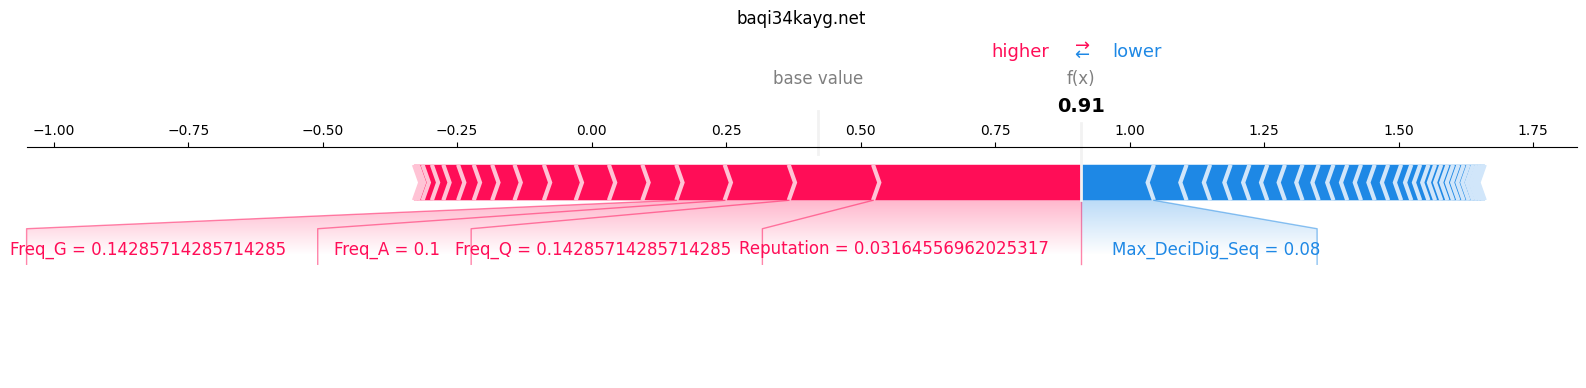 baqi34kayg.net
higher → ← lower
base value f(x)
0.91
−1.00 −0.75 −0.50 −0.25 0.00 0.25 0.50 0.75 1.00 1.25 1.50 1.75
Freq_G = 0.14285714285714285 Freq_A = 0.1 Freq_Q = 0.14285714285714285 Reputation = 0.03164556962025317 Max_DeciDig_Seq = 0.08